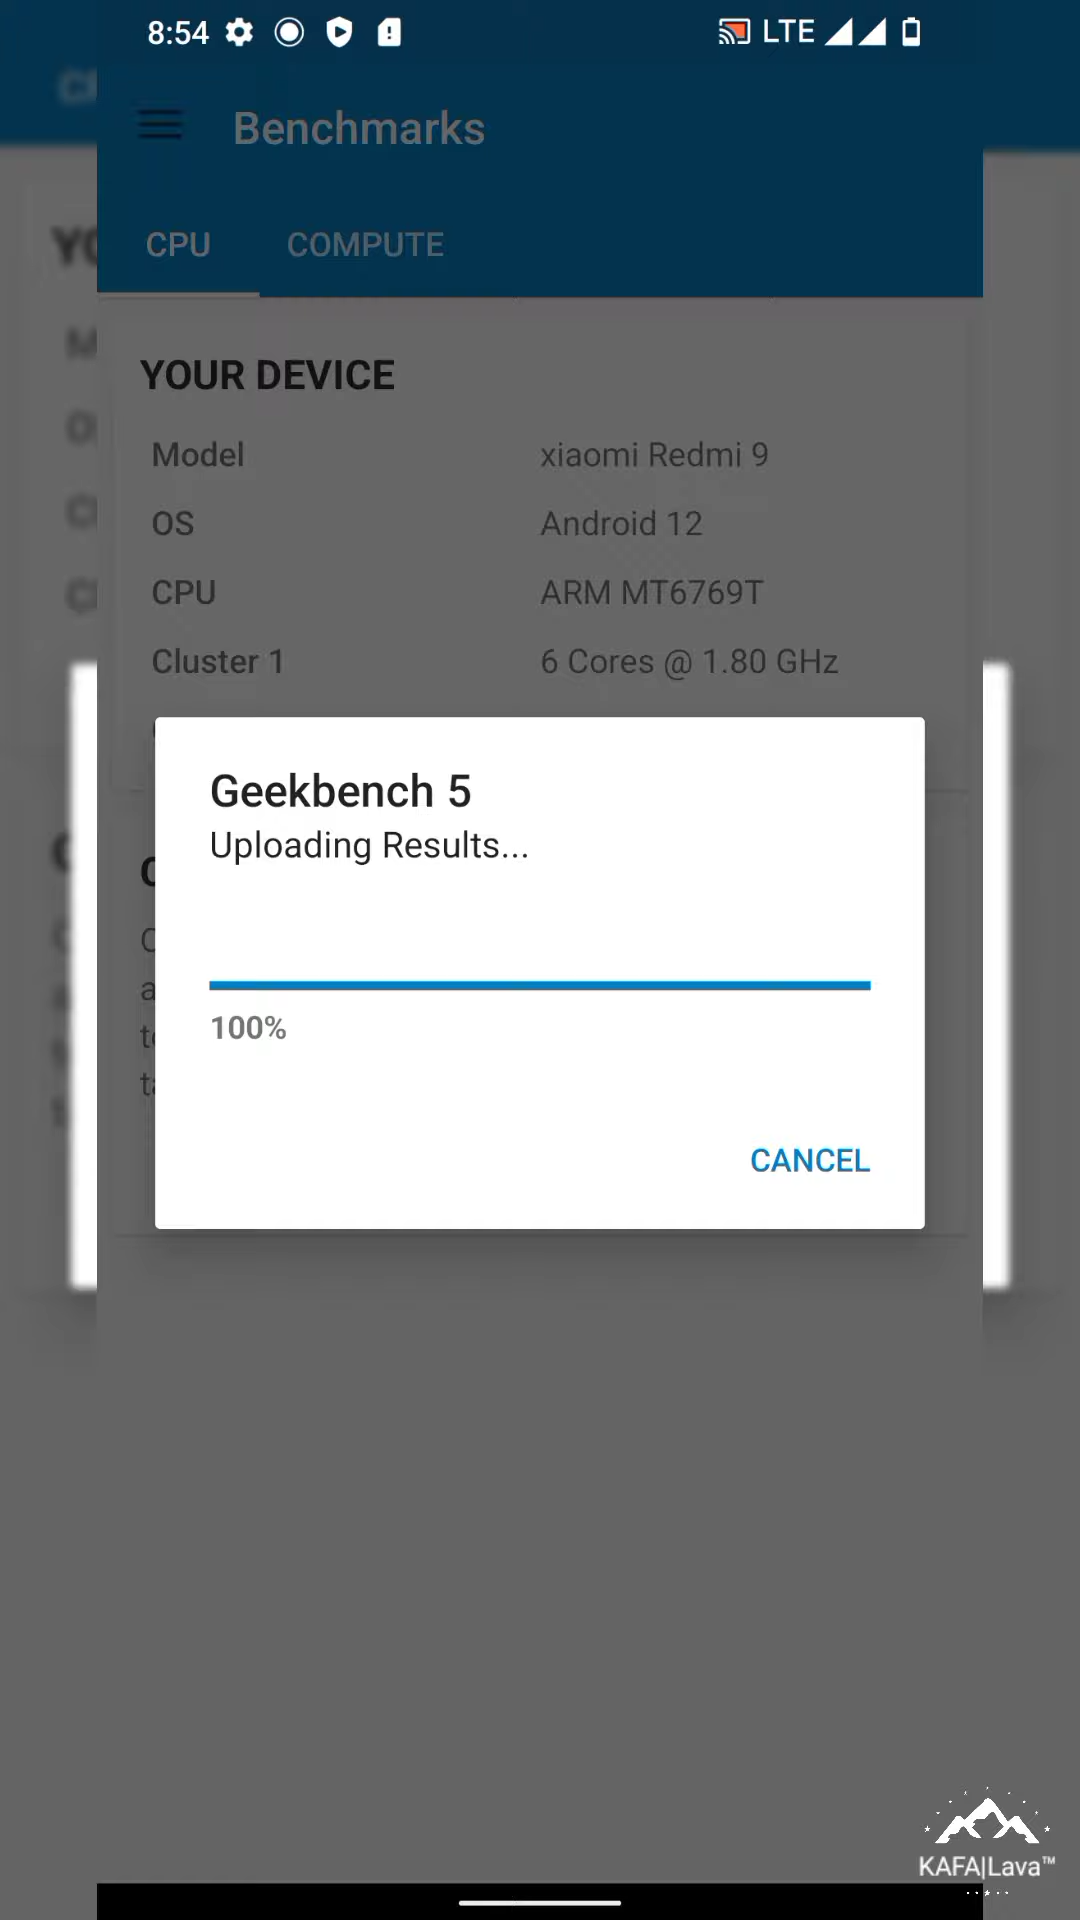 8:54 LTE
Benchmarks
CPU COMPUTE
YOUR DEVICE
Model xiaomi Redmi 9
OS Android 12
CPU ARM MT6769T
Cluster 1 6 Cores @ 1.80 GHz
Geekbench 5
Uploading Results...
100%
CANCEL
KAFA|Lava™